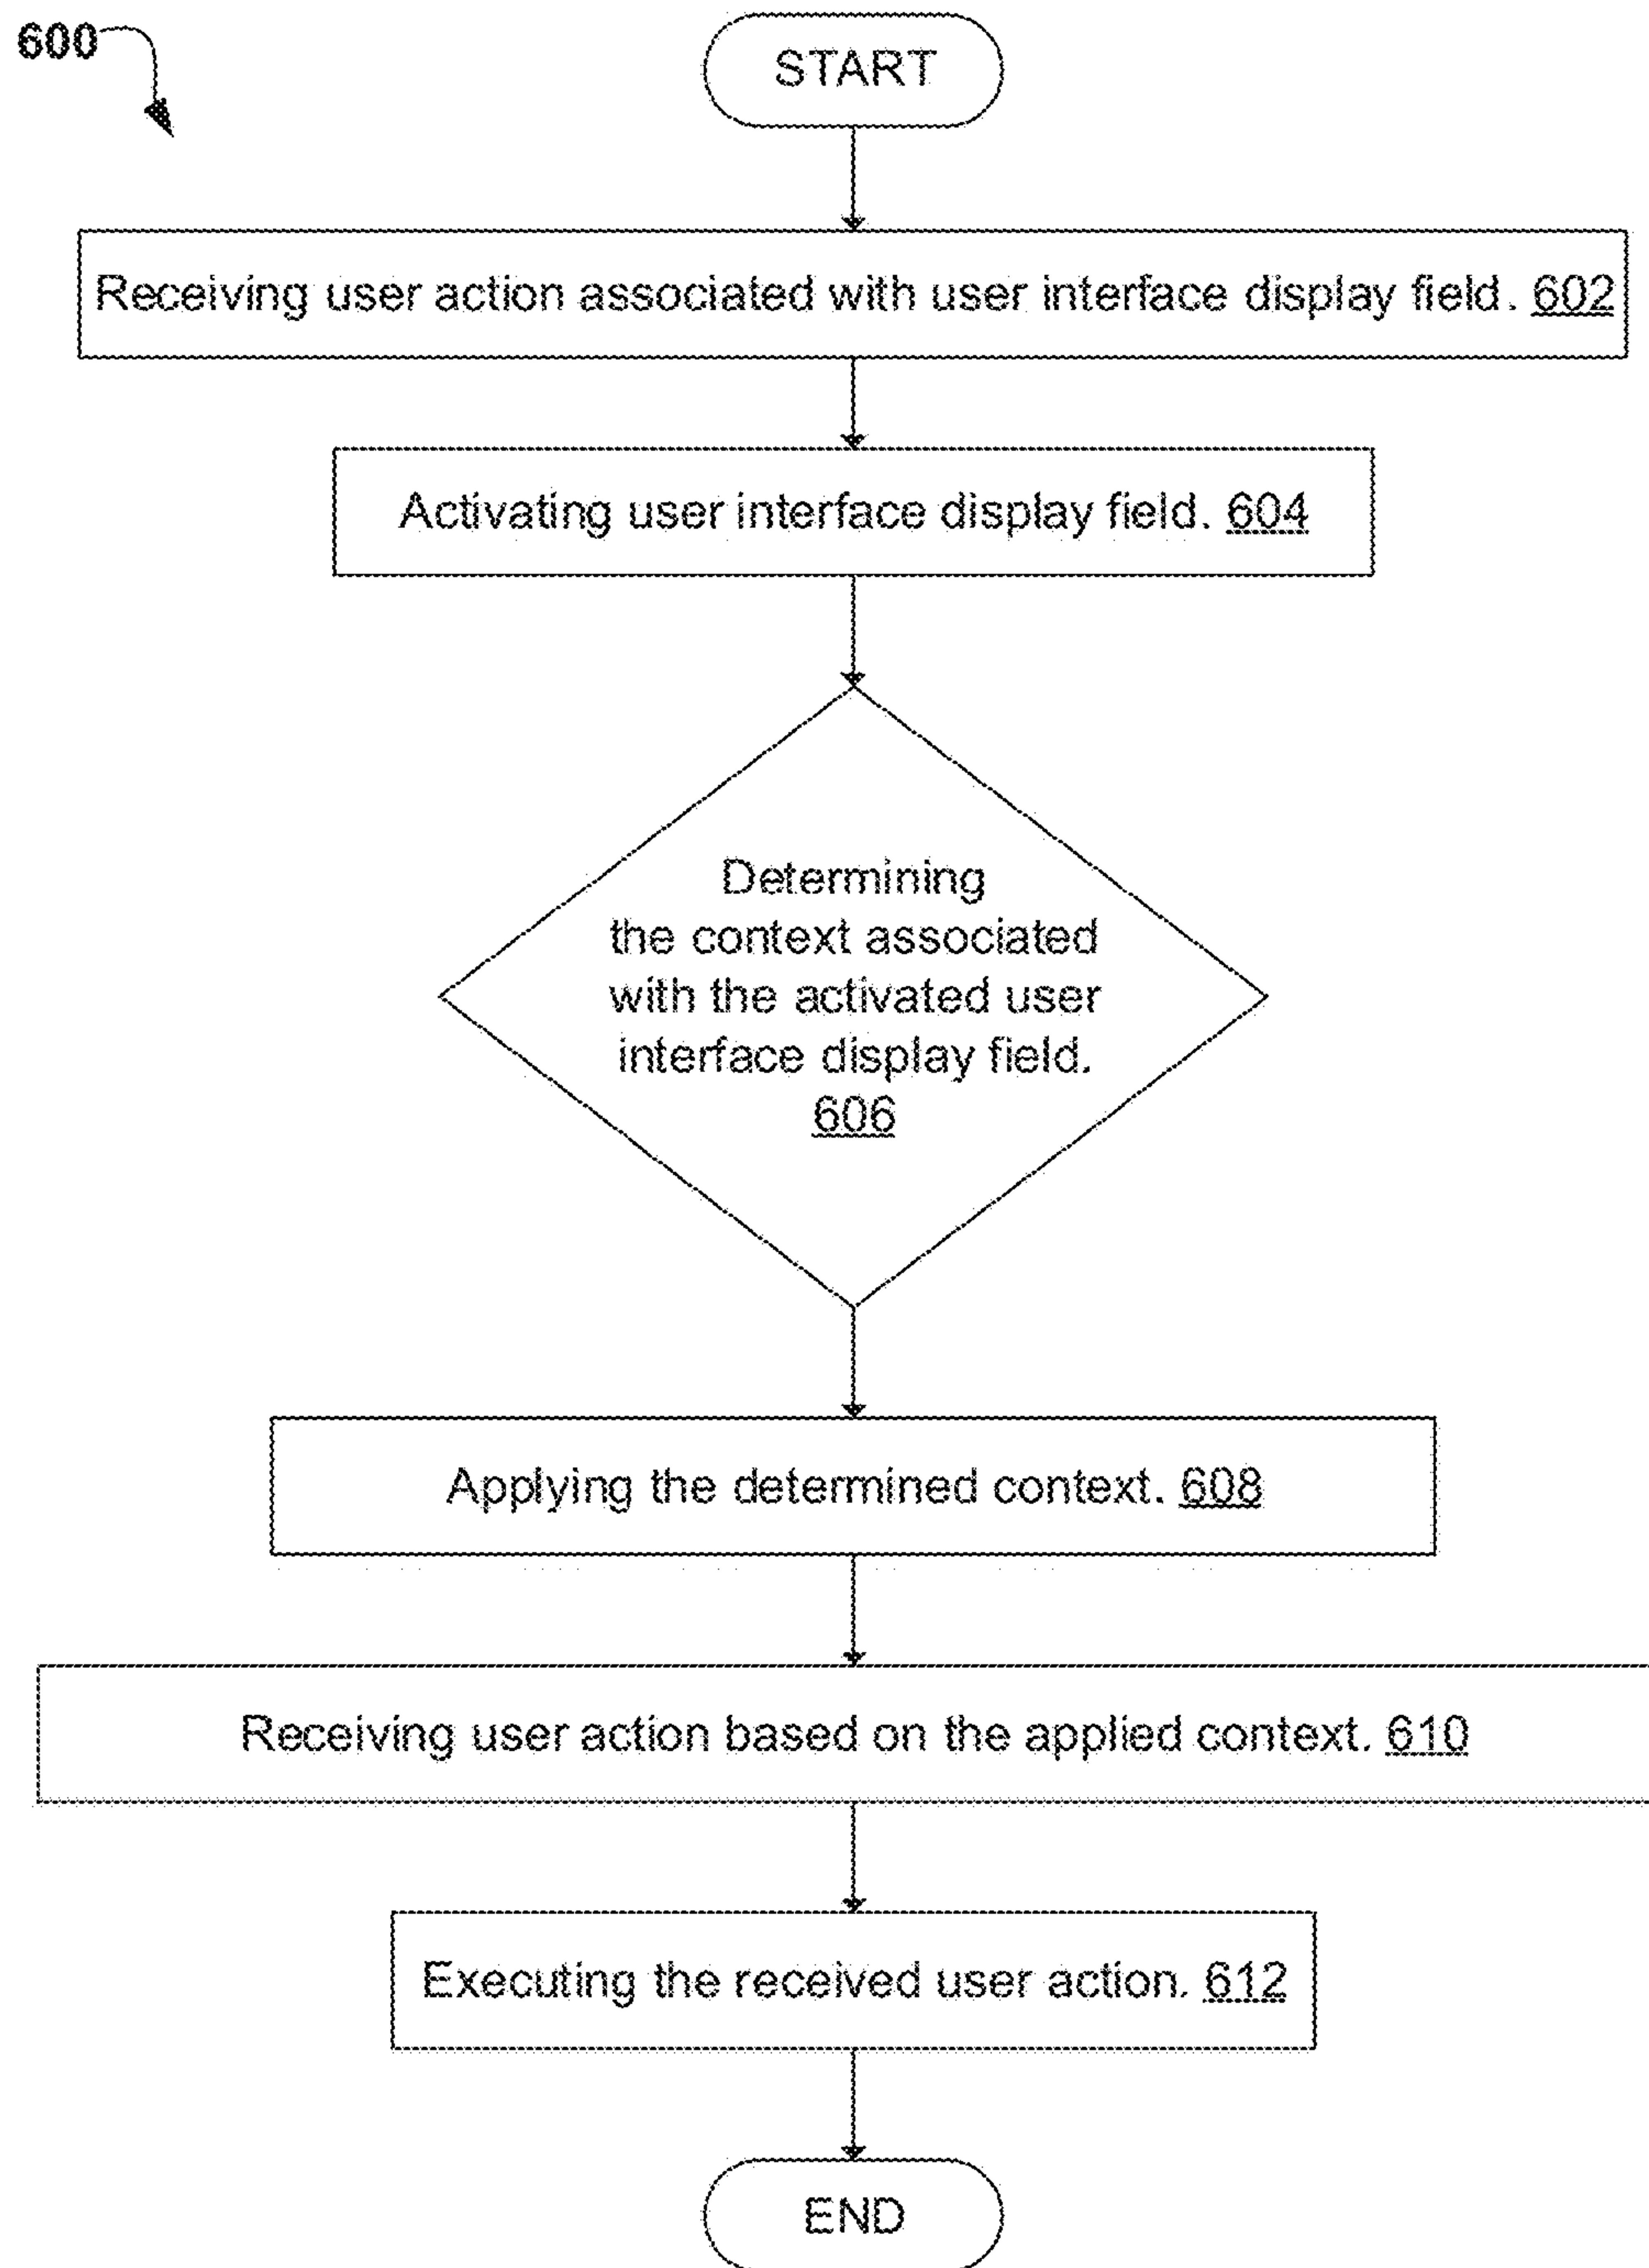 600
START
Receiving user action associated with user interface display field. 602
Activating user interface display field. 604
Determining
the context associated
with the activated user
interface display field.
606
Applying the determined context. 608
Receiving user action based on the applied context. 610
Executing the received user action. 612
END